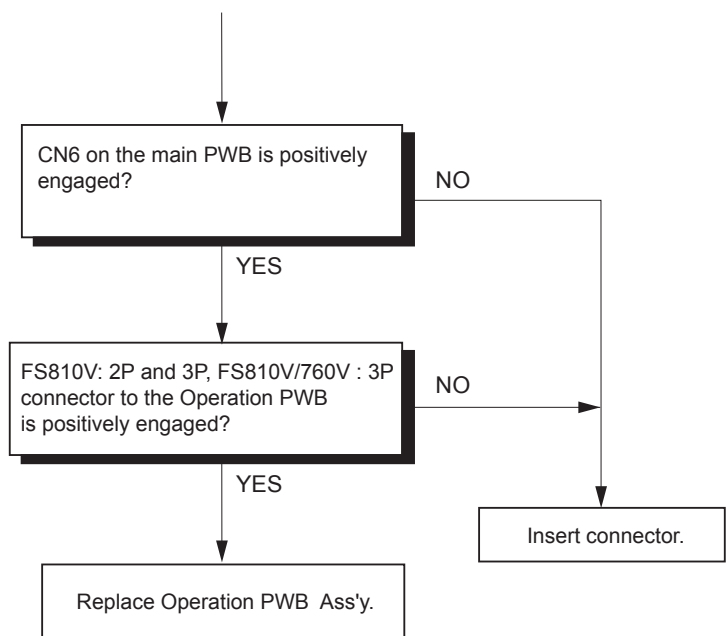 CN6 on the main PWB is positively
engaged?
NO
YES
FS810V: 2P and 3P, FS810V/760V : 3P
connector to the Operation PWB
is positively engaged?
NO
YES
Insert connector.
Replace Operation PWB Ass'y.